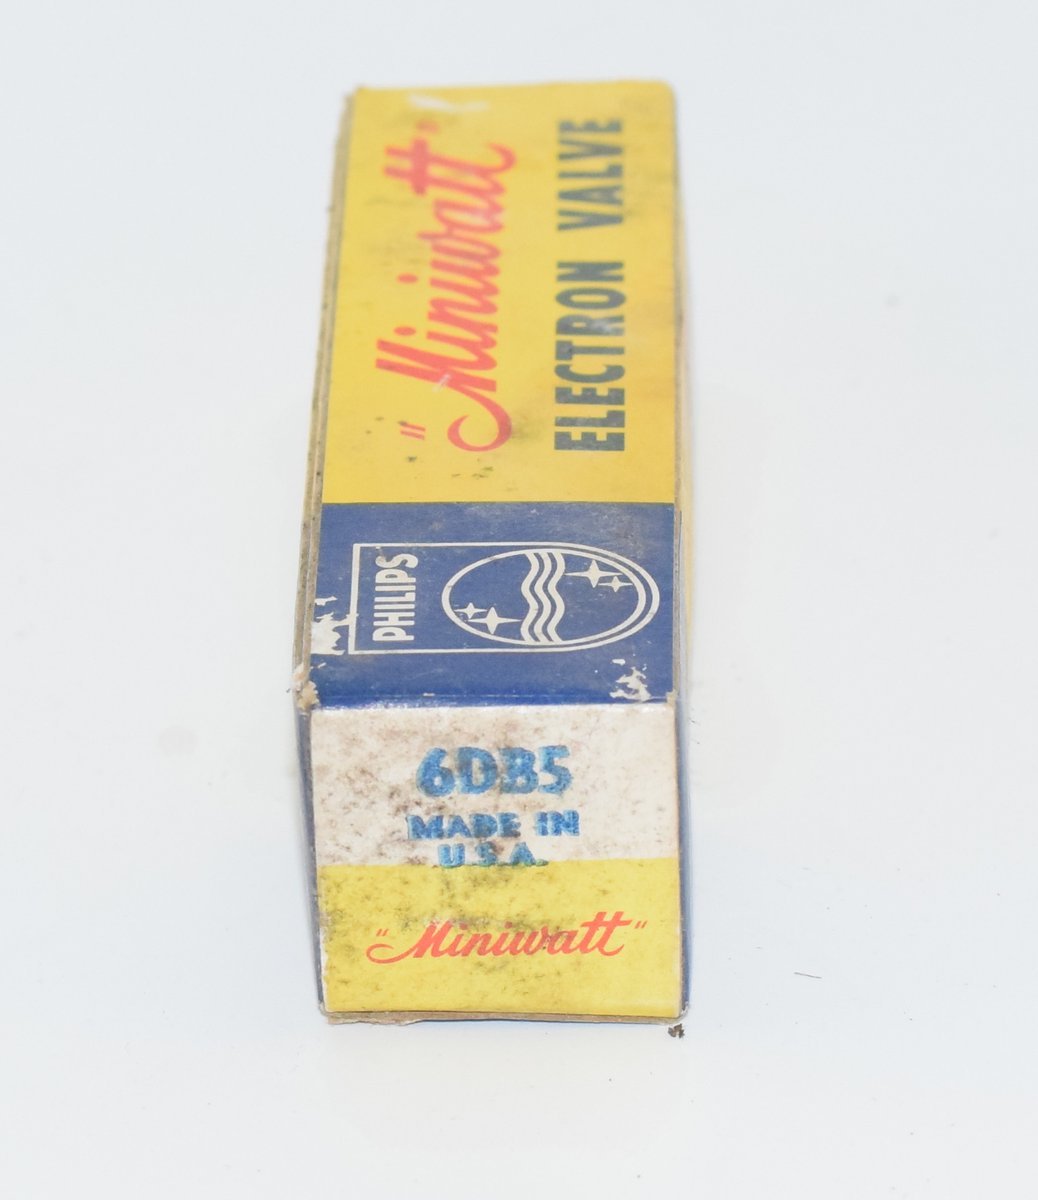 "Miniwatt"
ELECTRON VALVE
PHILIPS
6DB5
MADE IN
U.S.A.
"Miniwatt"